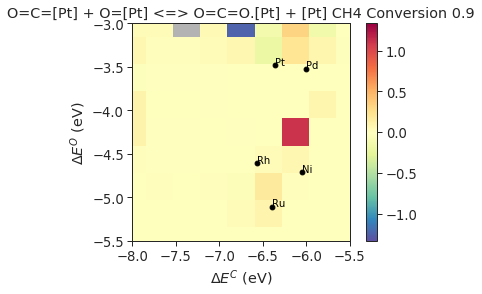 O=C=[Pt] + O=[Pt] <=> O=C=O.[Pt] + [Pt] CH4 Conversion 0.9
−3.0
−3.5
−4.0
−4.5
−5.0
−5.5
ΔE^O (eV)
Pt
Pd
Rh
Ni
Ru
−8.0 −7.5 −7.0 −6.5 −6.0 −5.5
ΔE^C (eV)
1.0
0.5
0.0
−0.5
−1.0